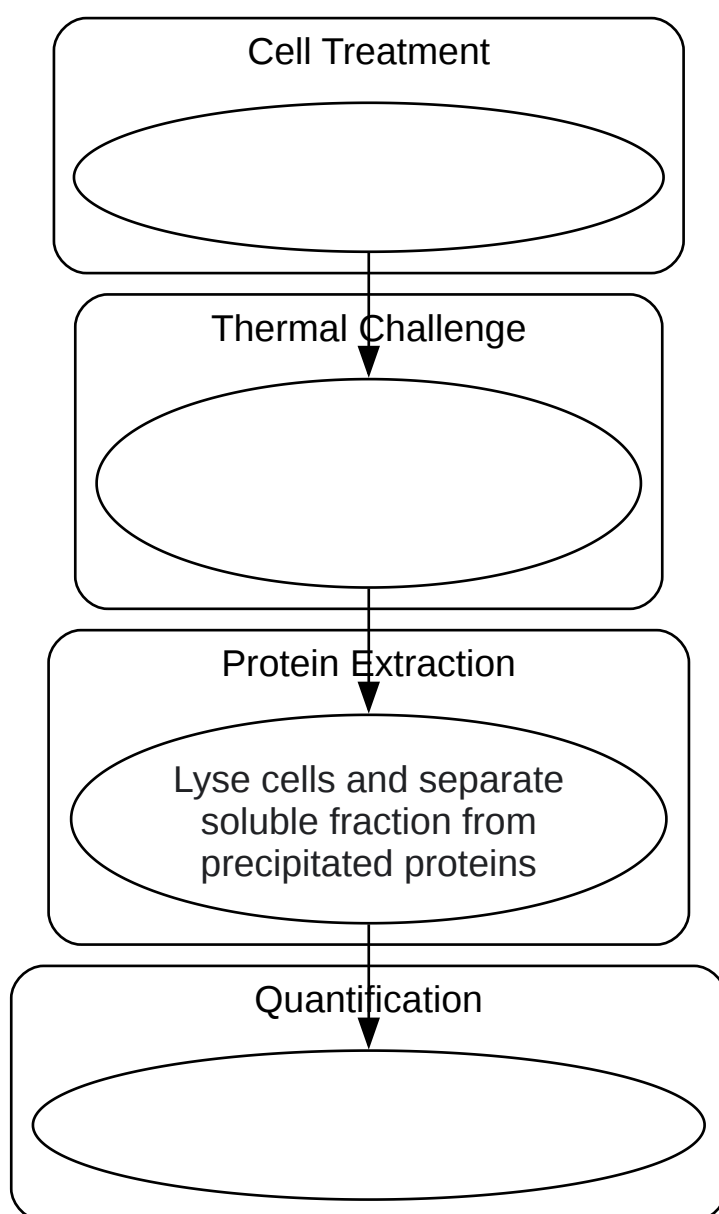 Cell Treatment
Thermal Challenge
Protein Extraction
Lyse cells and separate
soluble fraction from
precipitated proteins
Quantification